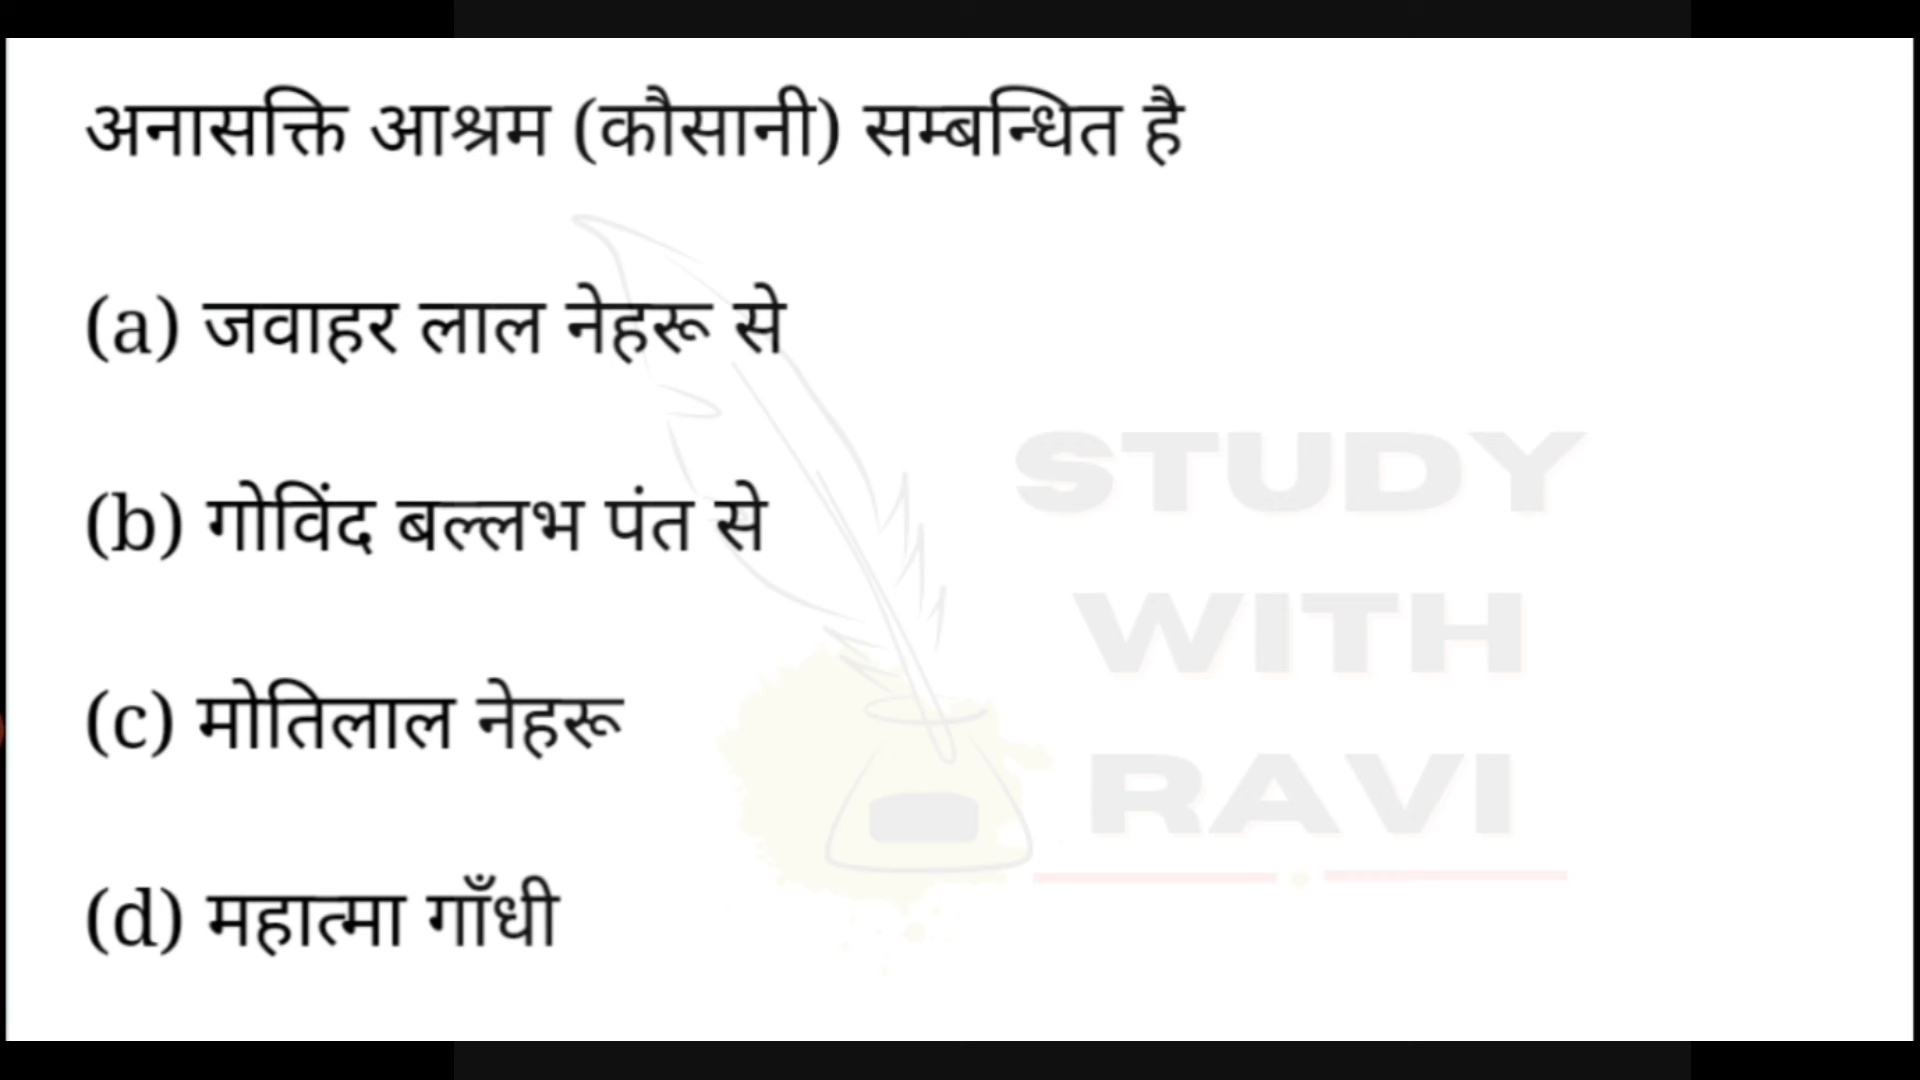 अनासक्ति आश्रम (कौसानी) सम्बन्धित है
(a) जवाहर लाल नेहरू से
(b) गोविंद बल्लभ पंत से
(c) मोतिलाल नेहरू
(d) महात्मा गाँधी
STUDY
WITH
RAVI